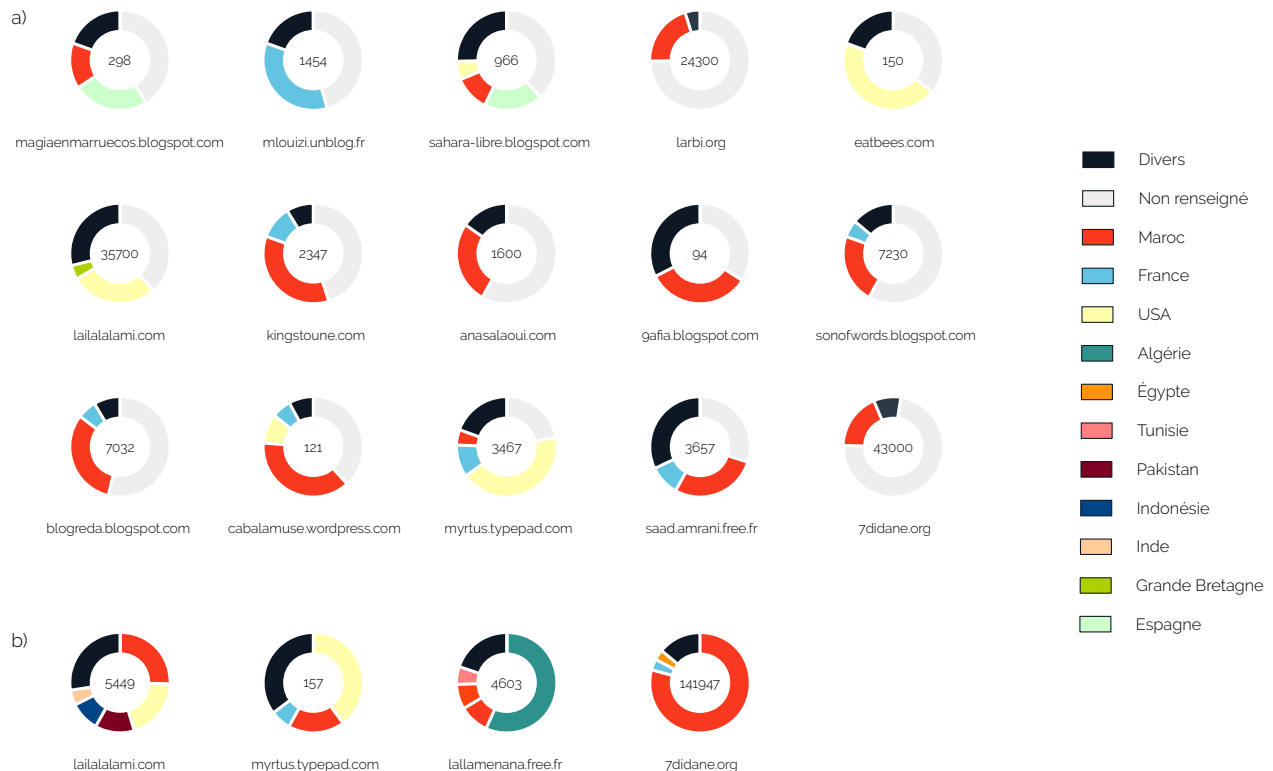 a)
298
1454
966
24300
150
magiaenmarruecos.blogspot.com
mlouizi.unblog.fr
sahara-libre.blogspot.com
larbi.org
eatbees.com
35700
2347
1600
94
7230
lailalalami.com
kingstoune.com
anasalaoui.com
9afia.blogspot.com
sonofwords.blogspot.com
7032
121
3467
3657
43000
blogreda.blogspot.com
cabalamuse.wordpress.com
myrtus.typepad.com
saad.amrani.free.fr
7didane.org
b)
5449
157
4603
141947
lailalalami.com
myrtus.typepad.com
lallamenana.free.fr
7didane.org
Divers
Non renseigné
Maroc
France
USA
Algérie
Égypte
Tunisie
Pakistan
Indonésie
Inde
Grande Bretagne
Espagne